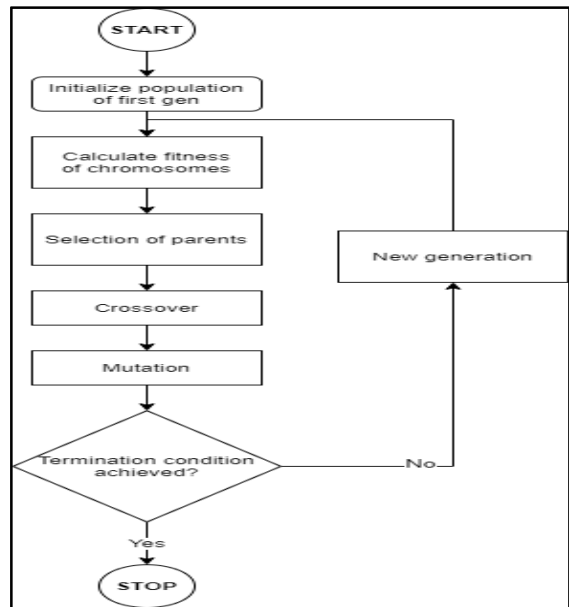 START
Initialize population
of first gen
Calculate fitness
of chromosomes
Selection of parents
New generation
Crossover
Mutation
Termination condition
achieved?
No
Yes
STOP